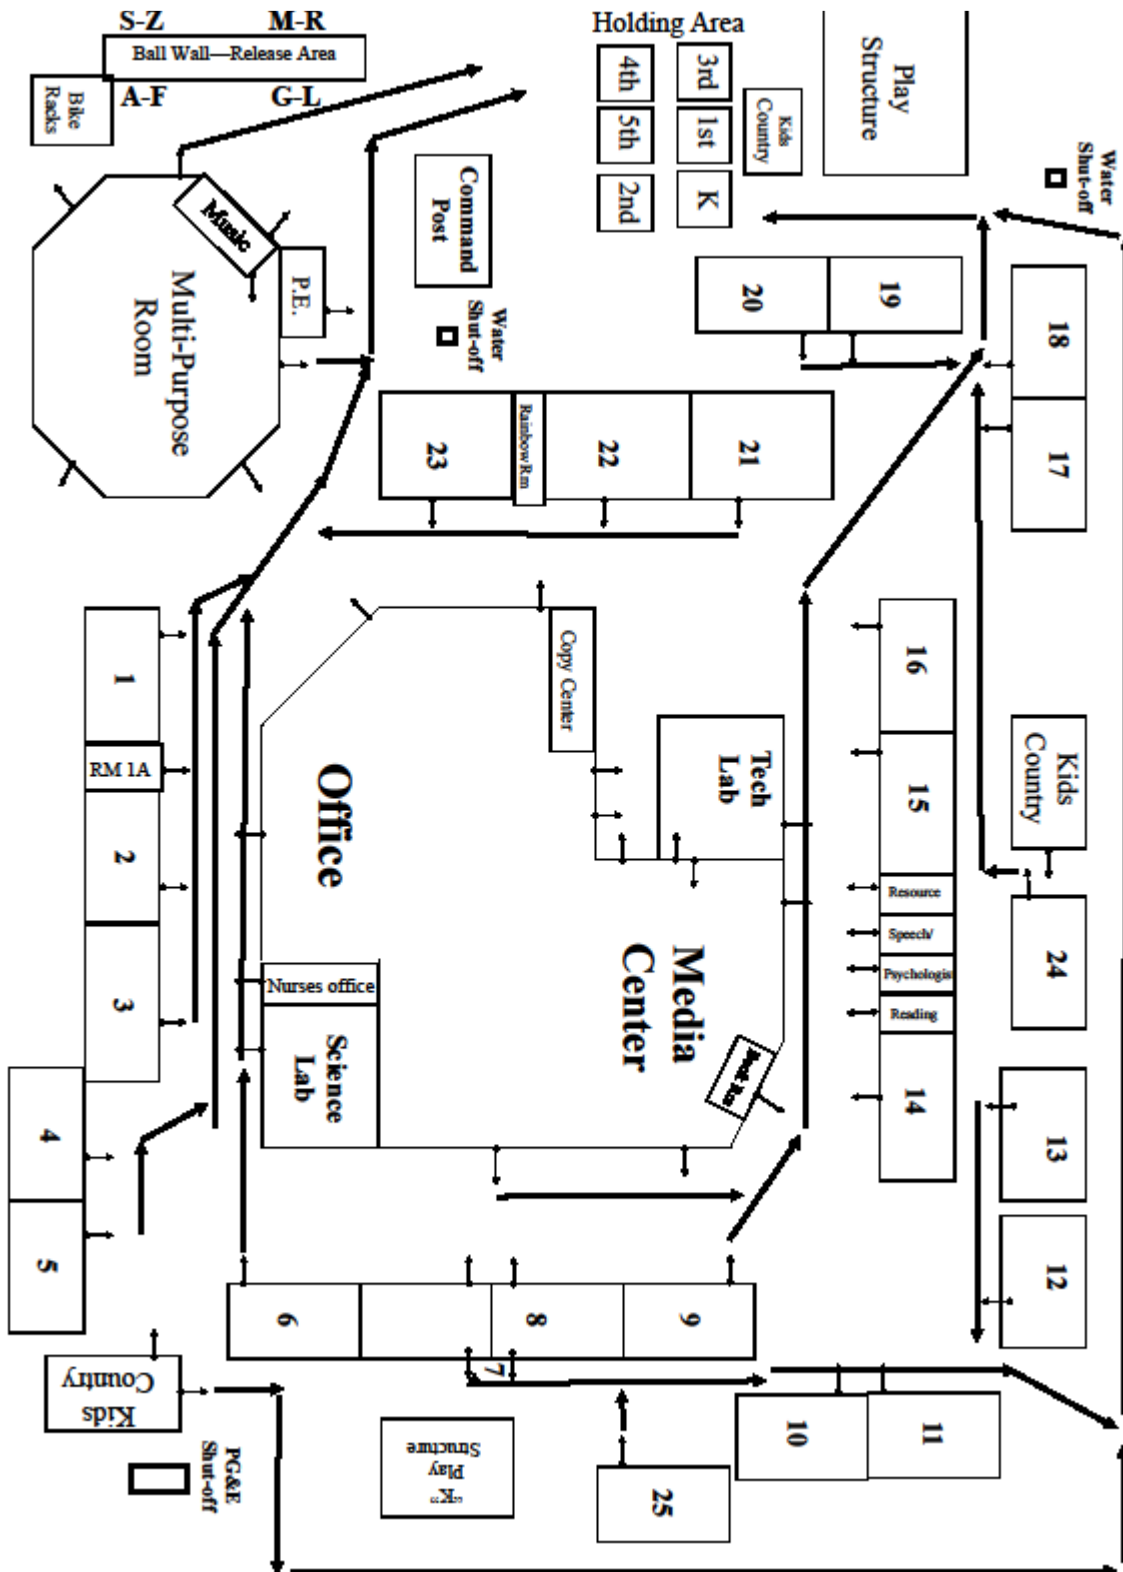 S-Z M-R
Ball Wall—Release Area
A-F G-L
Bike
Racks
Holding Area
4th
3rd
5th
1st
2nd
K
Kids
Country
Play
Structure
Water
Shut-off
Command
Post
Music
P.E.
Multi-Purpose
Room
Water
Shut-off
20
19
18
17
23
Rainbow Rm
22
21
1
RM 1A
2
3
4
5
Copy Center
Tech
Lab
Office
Media
Center
Nurses office
Science
Lab
16
15
Resource
Speech/
Psychologist
Reading
14
Kids
Country
24
13
12
6
7
8
9
Kids
Country
PG&E
Shut-off
"K"
Play
Structure
25
10
11